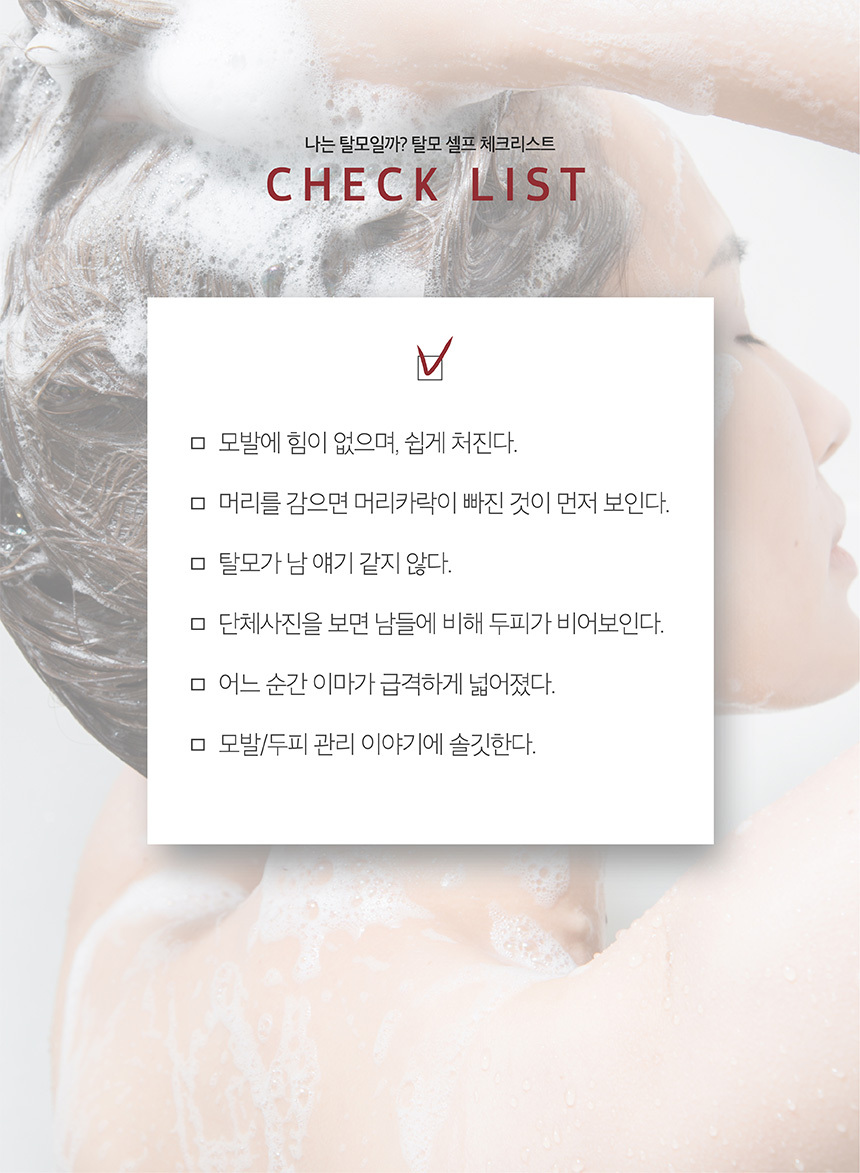 나는 탈모일까? 탈모 셀프 체크리스트
CHECK LIST
모발에 힘이 없으며, 쉽게 처진다.
머리를 감으면 머리카락이 빠진 것이 먼저 보인다.
탈모가 남 얘기 같지 않다.
단체사진을 보면 남들에 비해 두피가 비어보인다.
어느 순간 이마가 급격하게 넓어졌다.
모발/두피 관리 이야기에 솔깃한다.